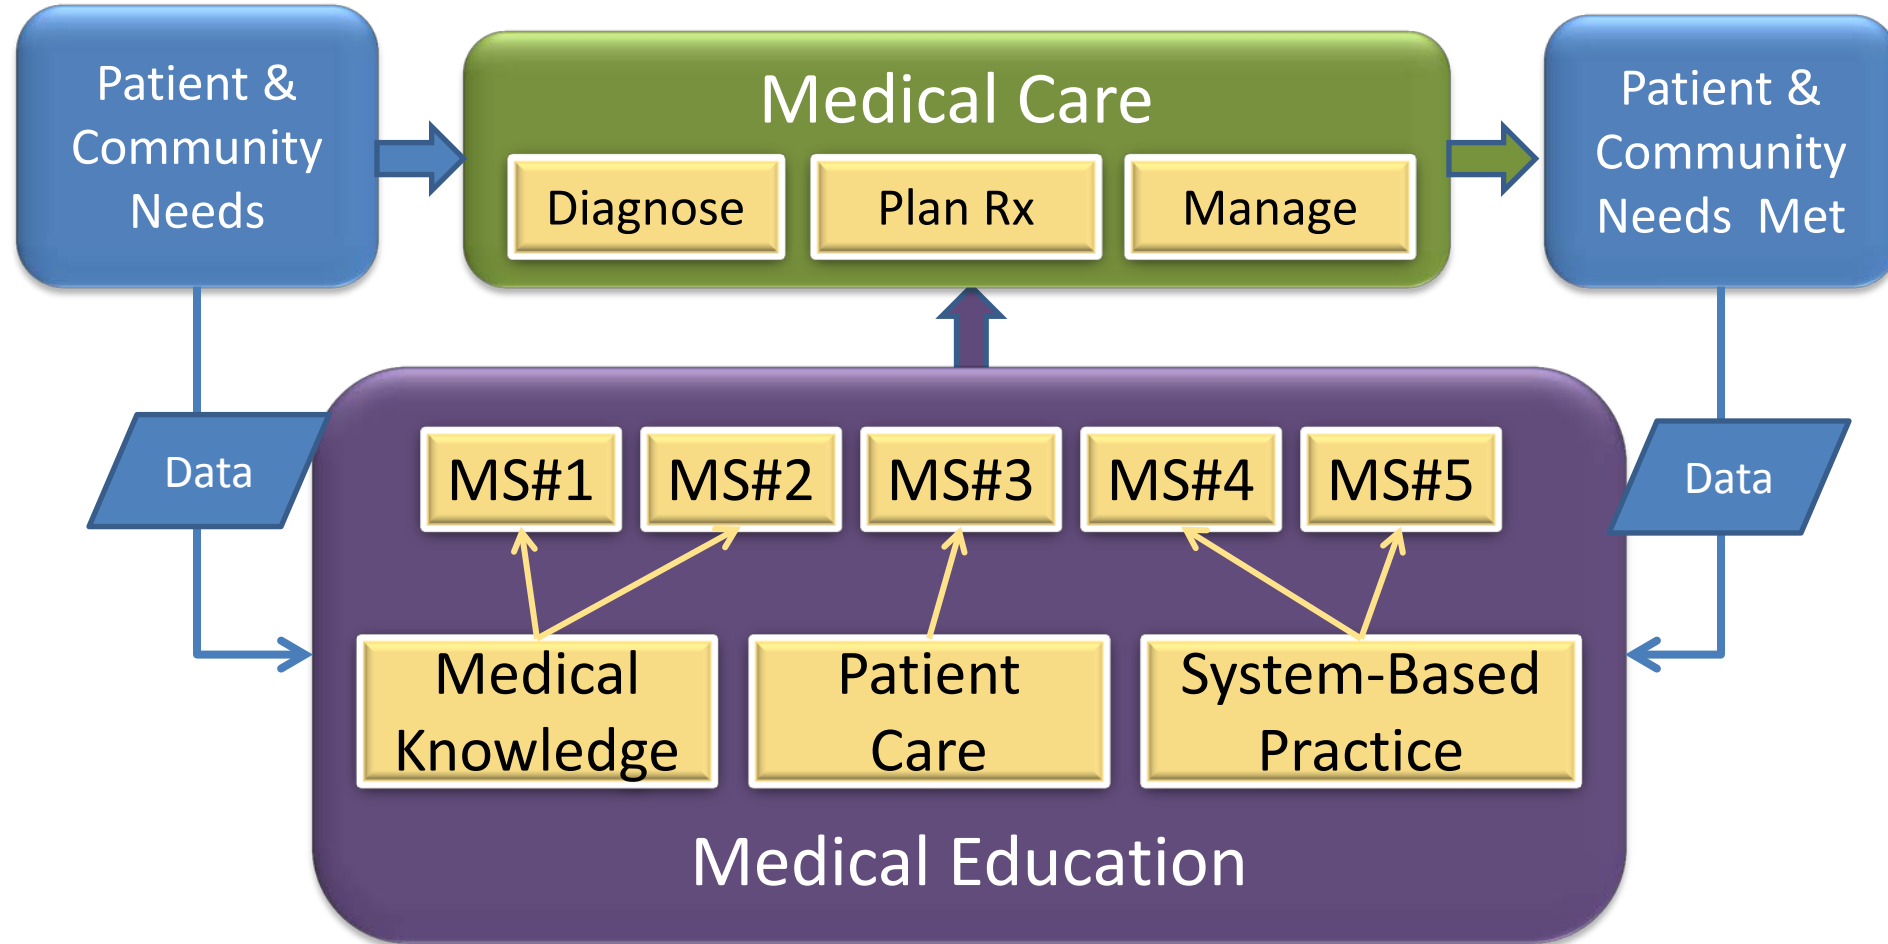 Patient &
Community
Needs
Medical Care
Diagnose
Plan Rx
Manage
Patient &
Community
Needs  Met
Data
MS#1
MS#2
MS#3
MS#4
MS#5
Data
Medical
Knowledge
Patient
Care
System-Based
Practice
Medical Education